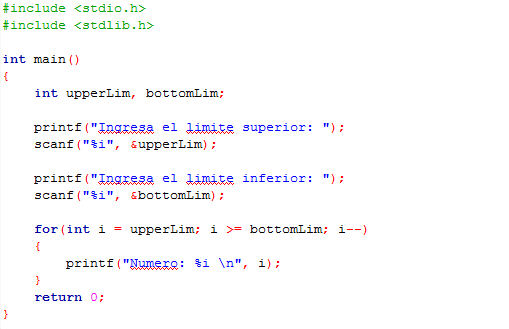 #include <stdio.h>
#include <stdlib.h>
int main()
{
int upperLim, bottomLim;
printf("Ingresa el limite superior: ");
scanf("%i", &upperLim);
printf("Ingresa el limite inferior: ");
scanf("%i", &bottomLim);
for(int i = upperLim; i >= bottomLim; i--)
{
printf("Numero: %i \n", i);
}
return 0;
}